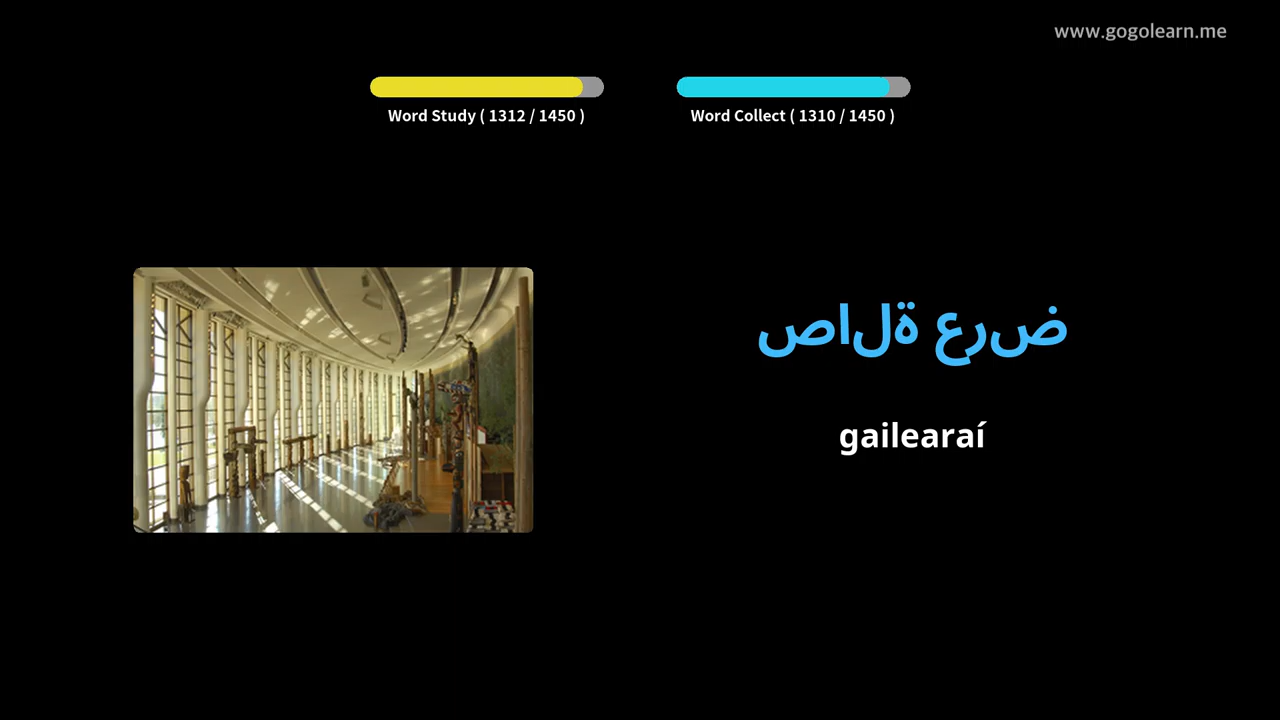 www.gogolearn.me
Word Study ( 1312 / 1450 )
Word Collect ( 1310 / 1450 )
صالة عرض
gailearaí